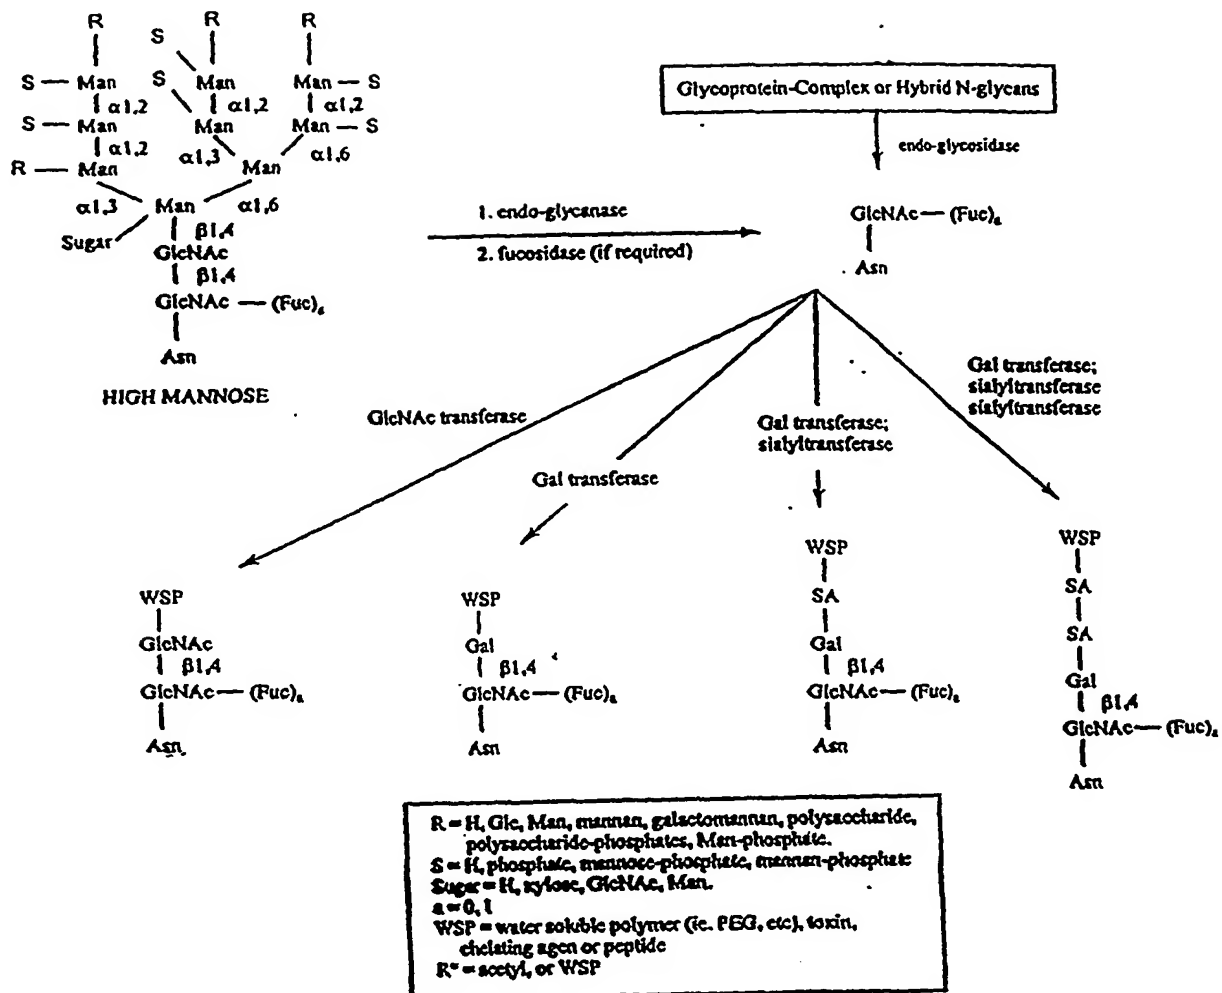 R R R
S
S — Man S Man Man — S
α1,2 α1,2 α1,2
S — Man Man Man — S
α1,2 α1,3 α1,6
R — Man Man
α1,3 Man α1,6
Sugar β1,4
GlcNAc
β1,4
GlcNAc — (Fuc)a
Asn
HIGH MANNOSE
1. endo-glycanase
2. fucosidase (if required)
Glycoprotein-Complex or Hybrid N-glycans
endo-glycosidase
GlcNAc — (Fuc)a
Asn
GlcNAc transferase
Gal transferase
Gal transferase;
sialyltransferase
Gal transferase;
sialyltransferase
sialyltransferase
WSP
GlcNAc
β1,4
GlcNAc — (Fuc)a
Asn
WSP
Gal
β1,4
GlcNAc — (Fuc)a
Asn
WSP
SA
Gal
β1,4
GlcNAc — (Fuc)a
Asn
WSP
SA
SA
Gal
β1,4
GlcNAc — (Fuc)a
Asn
R = H, Glc, Man, mannan, galactomannan, polysaccharide,
polysaccharide-phosphates, Man-phosphate.
S = H, phosphate, mannose-phosphate, mannan-phosphate
Sugar = H, xylose, GlcNAc, Man.
a = 0, 1
WSP = water soluble polymer (ie. PEG, etc), toxin,
chelating agen or peptide
R" = acetyl, or WSP